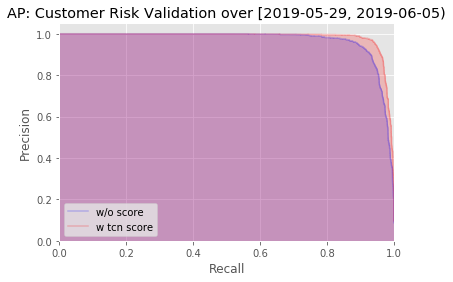 AP: Customer Risk Validation over [2019-05-29, 2019-06-05)
1.0
0.8
0.6
0.4
0.2
0.0
Precision
w/o score
w tcn score
0.0 0.2 0.4 0.6 0.8 1.0
Recall